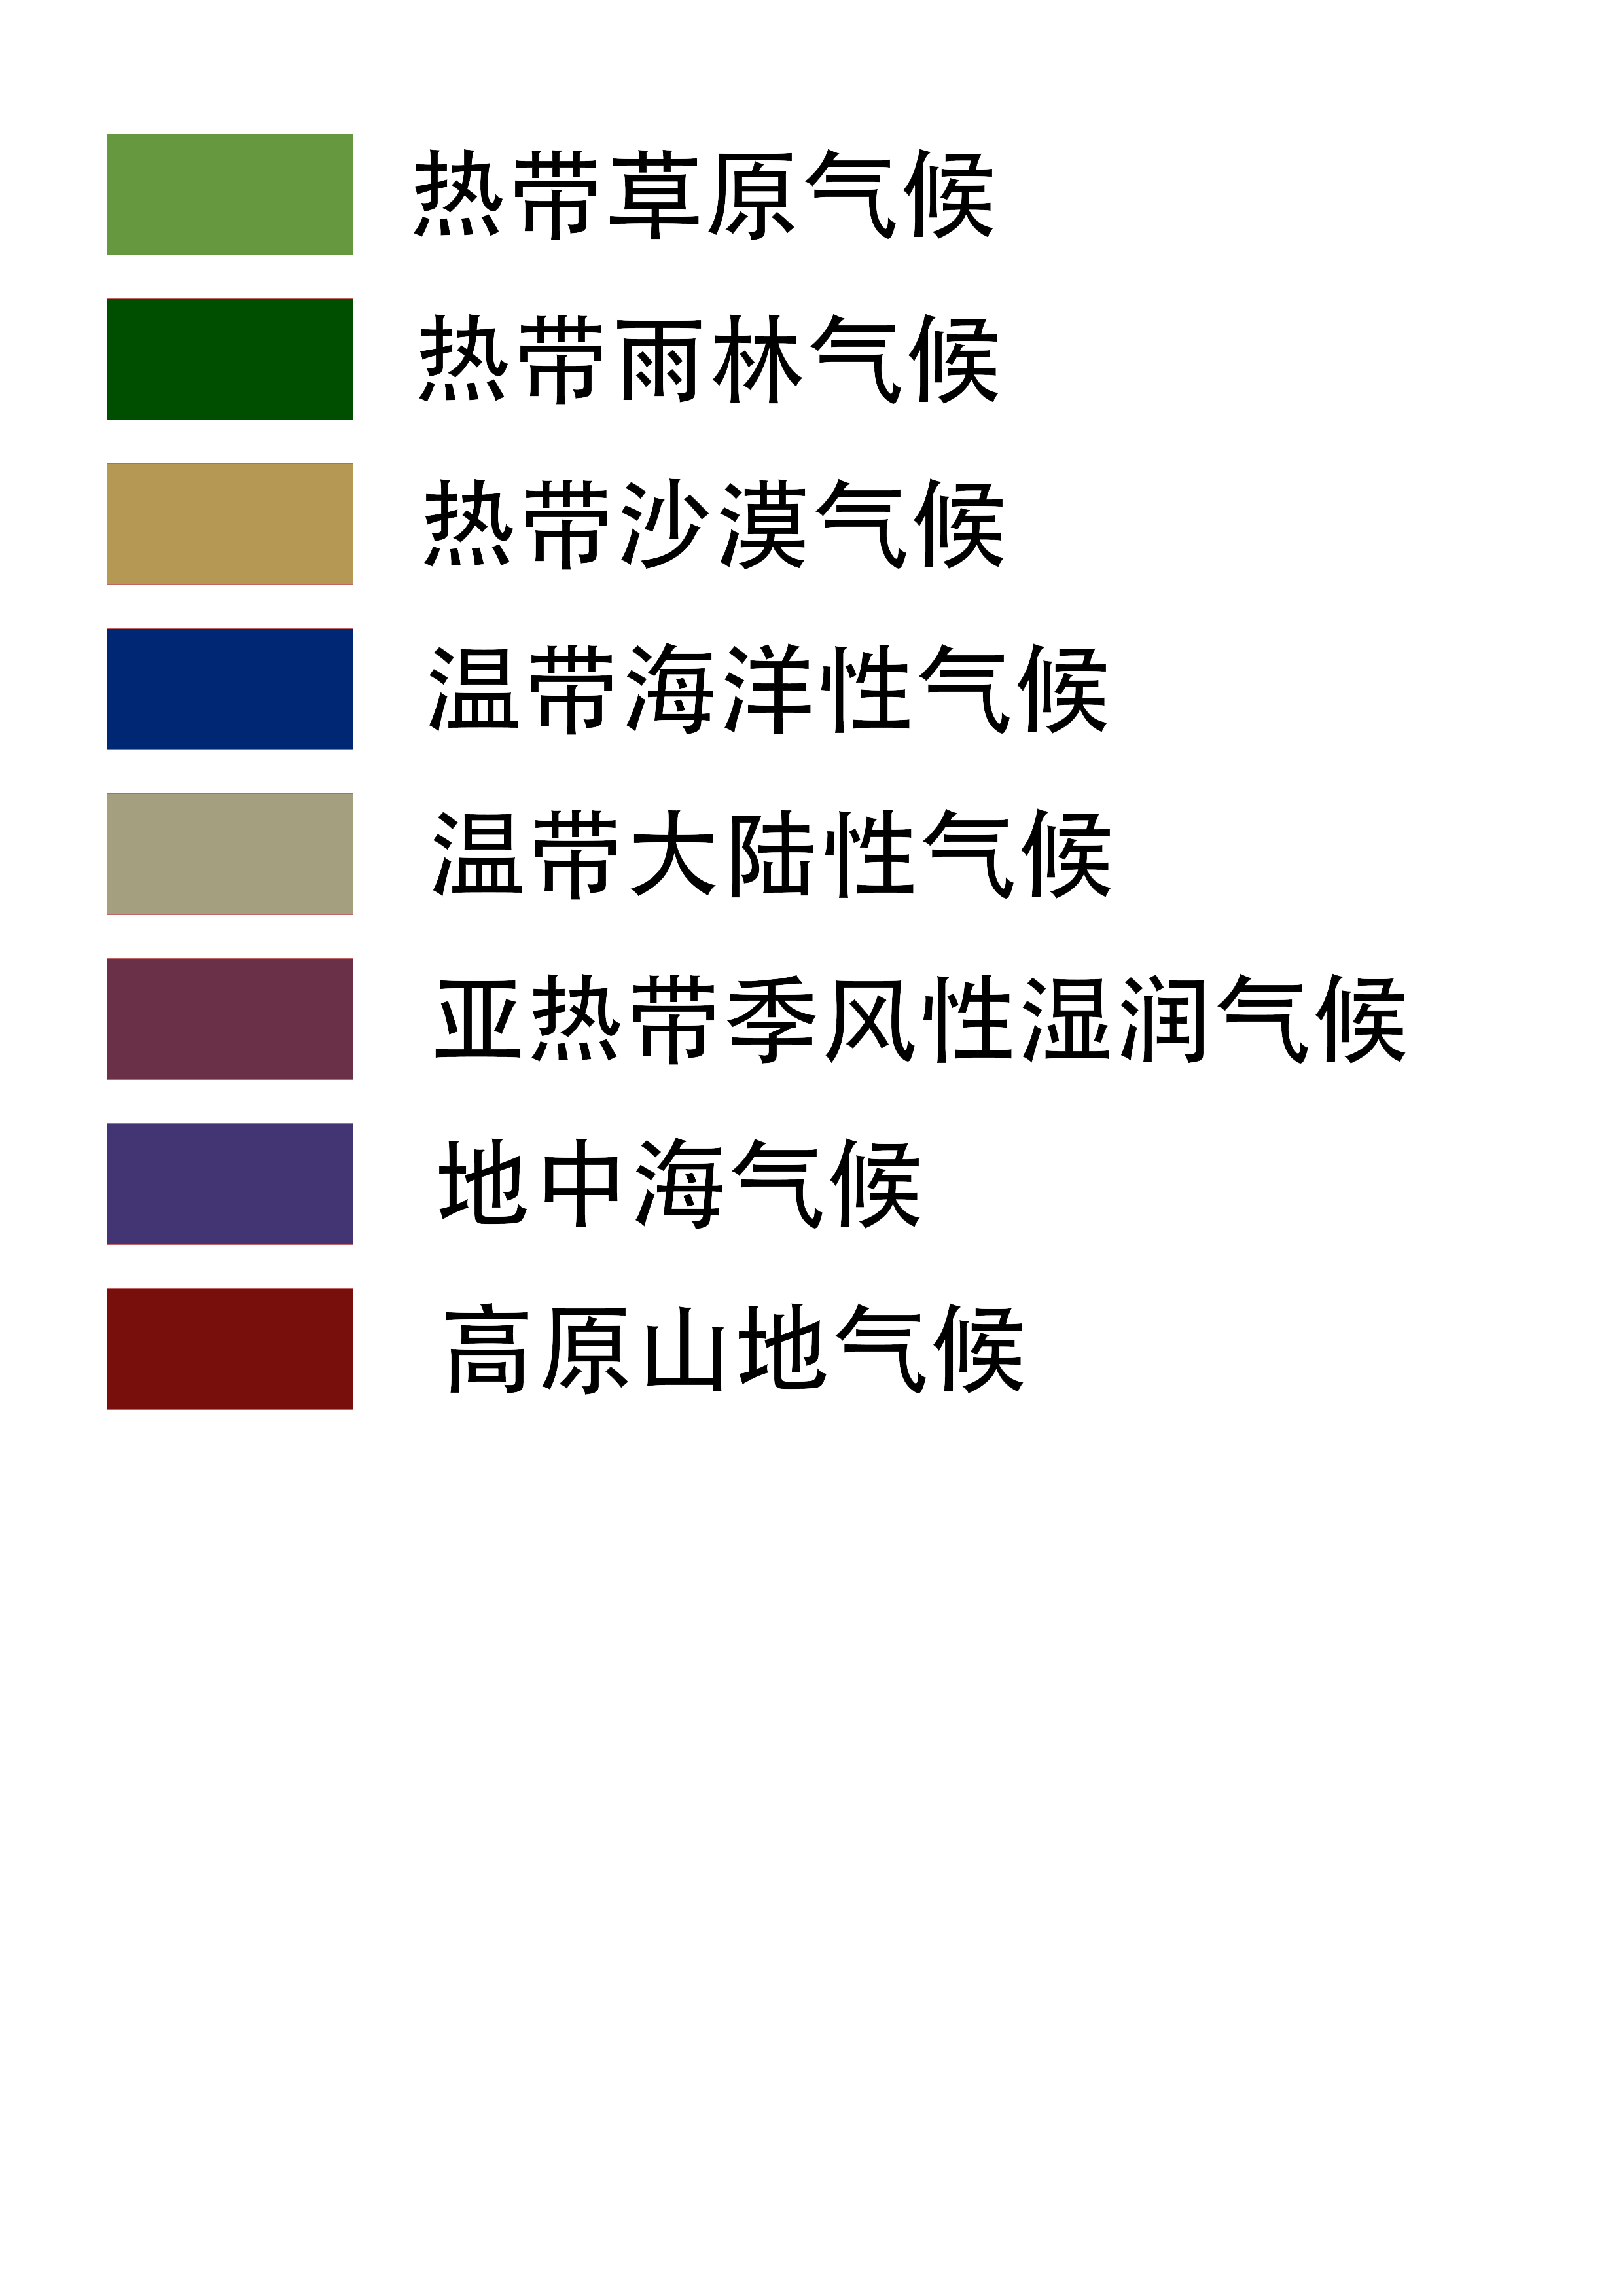 热带草原气候
热带雨林气候
热带沙漠气候
温带海洋性气候
温带大陆性气候
亚热带季风性湿润气候
地中海气候
高原山地气候